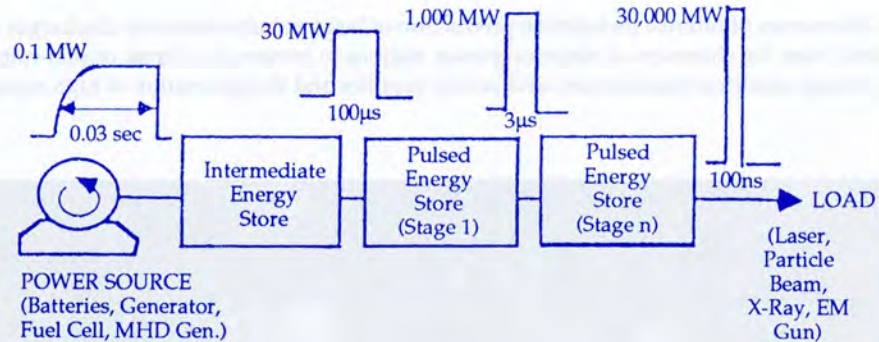 0.1 MW
0.03 sec
30 MW
100µs
1,000 MW
3µs
30,000 MW
100ns
POWER SOURCE
(Batteries, Generator,
Fuel Cell, MHD Gen.)
Intermediate
Energy
Store
Pulsed
Energy
Store
(Stage 1)
Pulsed
Energy
Store
(Stage n)
LOAD
(Laser,
Particle
Beam,
X-Ray, EM
Gun)